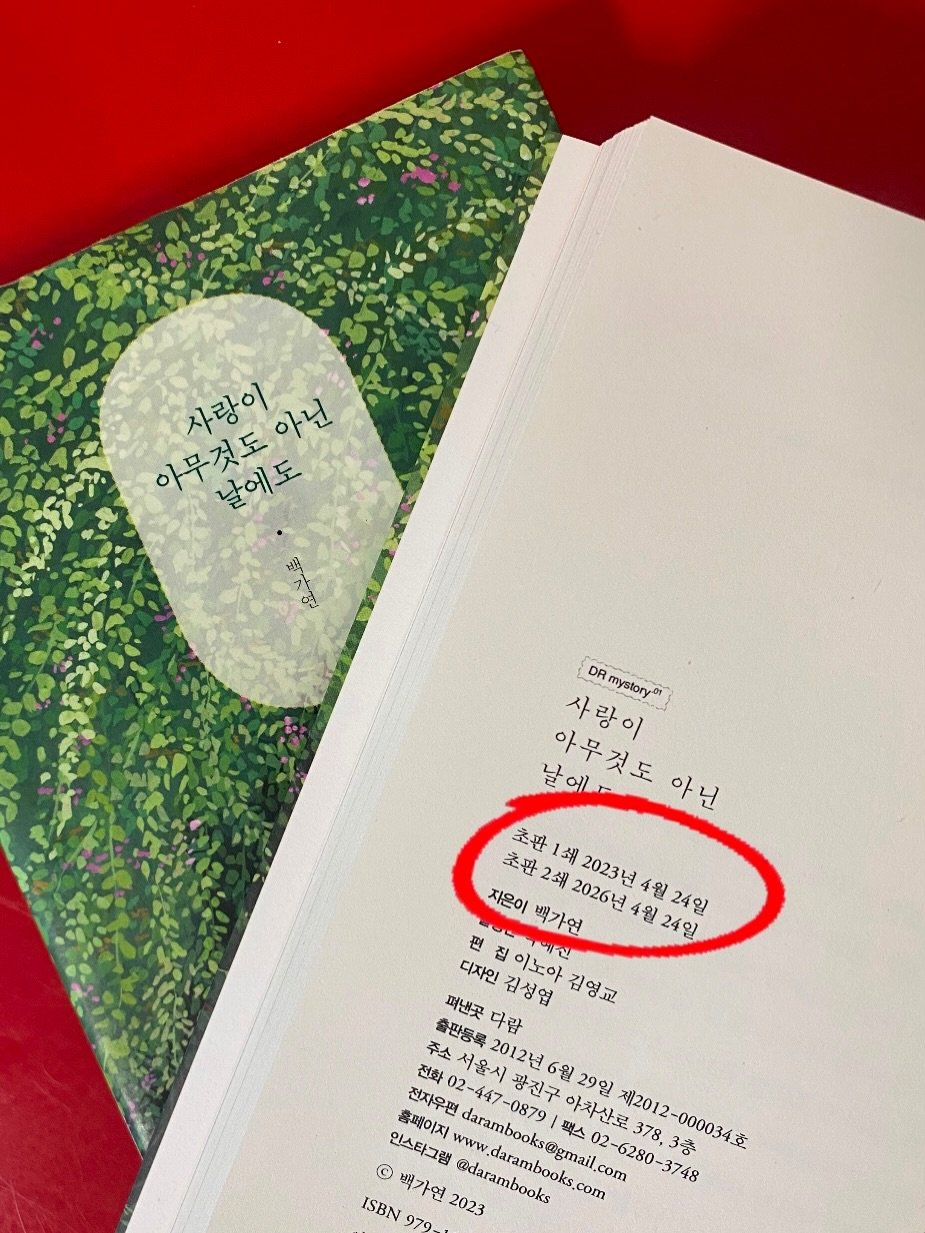 사랑이
아무것도 아닌
날에도
백가연
DR mystory.01
사랑이
아무것도 아닌
날에도
초판 1쇄 2023년 4월 24일
초판 2쇄 2026년 4월 24일
지은이 백가연
편 집 이노아 김영교
디자인 김성엽
펴낸곳 다람
출판등록 2012년 6월 29일 제2012-000034호
주소 서울시 광진구 아차산로 378, 3층
전화 02-447-0879 | 팩스 02-6280-3748
전자우편 darambooks@gmail.com
홈페이지 www.darambooks.com
인스타그램 @darambooks
ⓒ 백가연 2023
ISBN 979-1